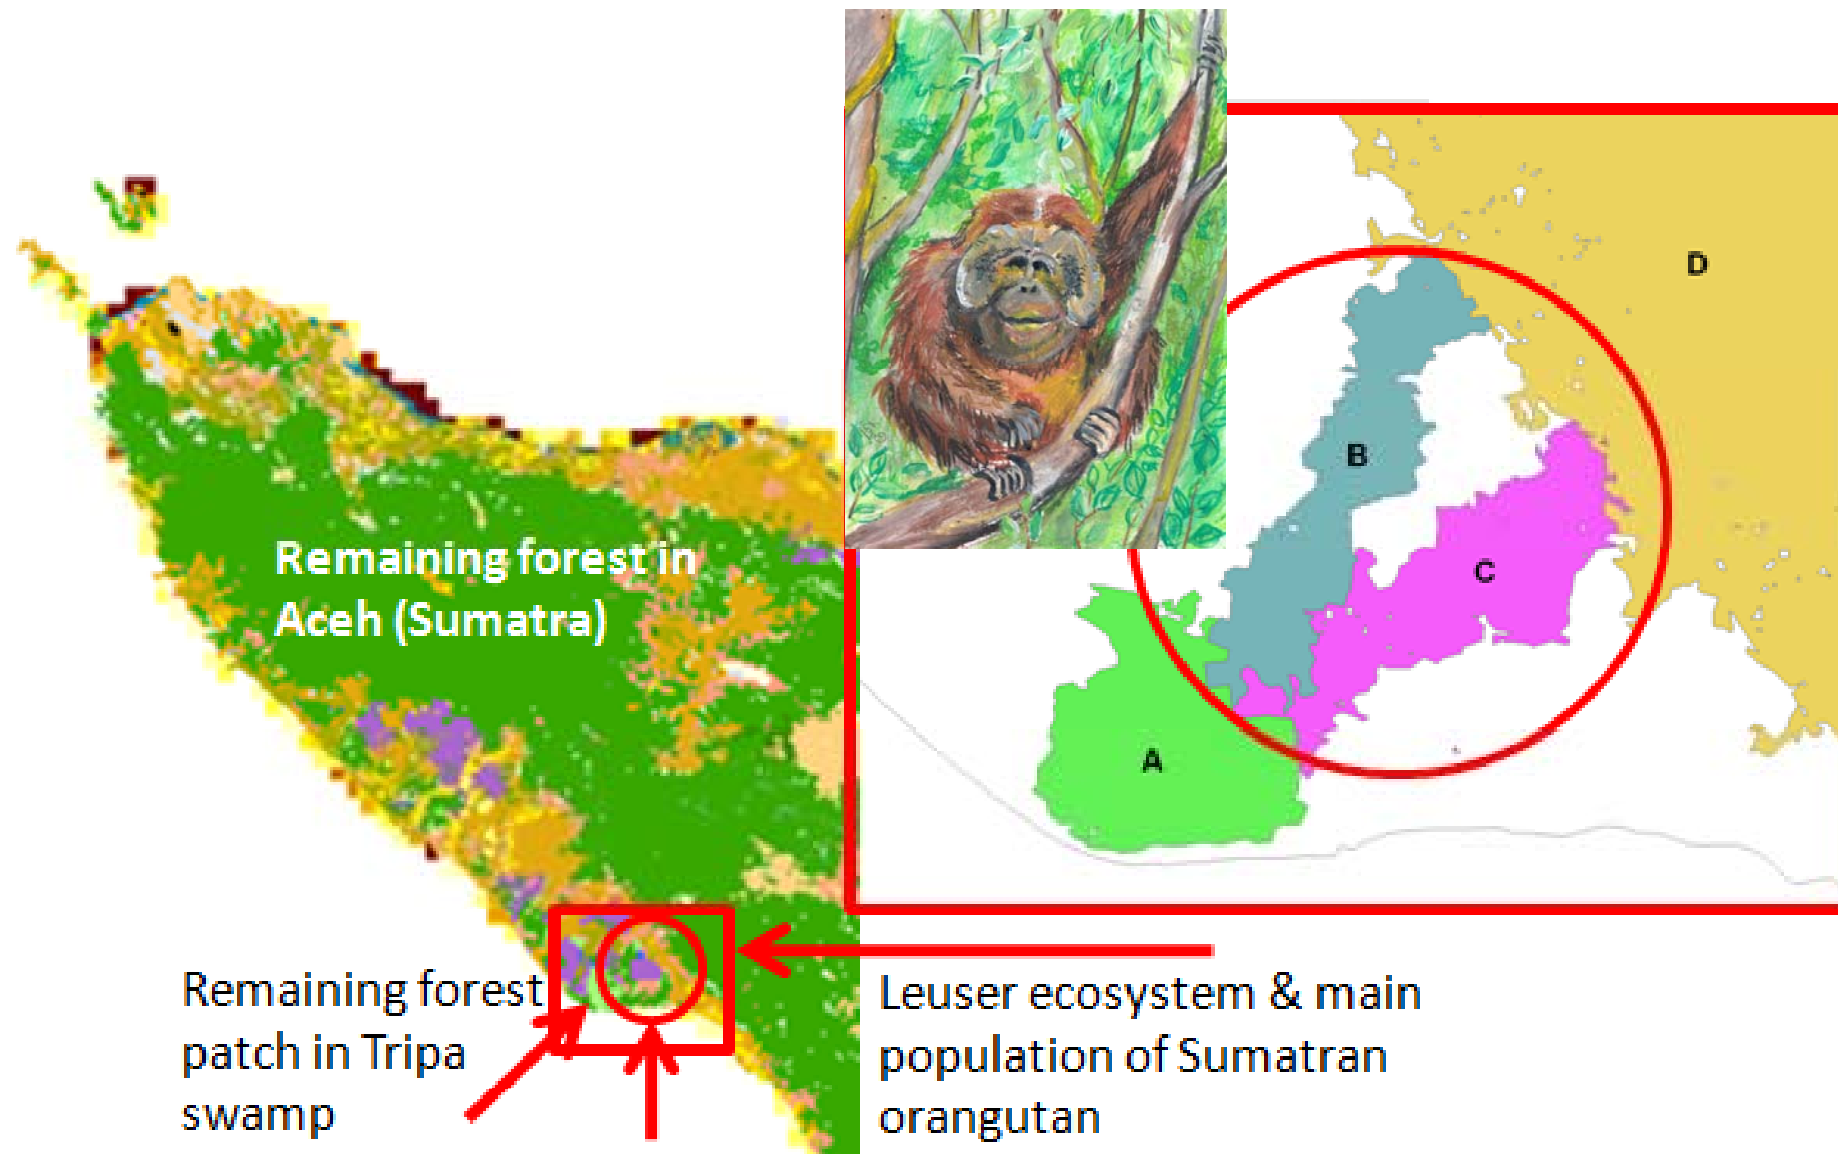 Remaining forest in
Aceh (Sumatra)
D
B
C
A
Remaining forest
patch in Tripa
swamp
Leuser ecosystem & main
population of Sumatran
orangutan